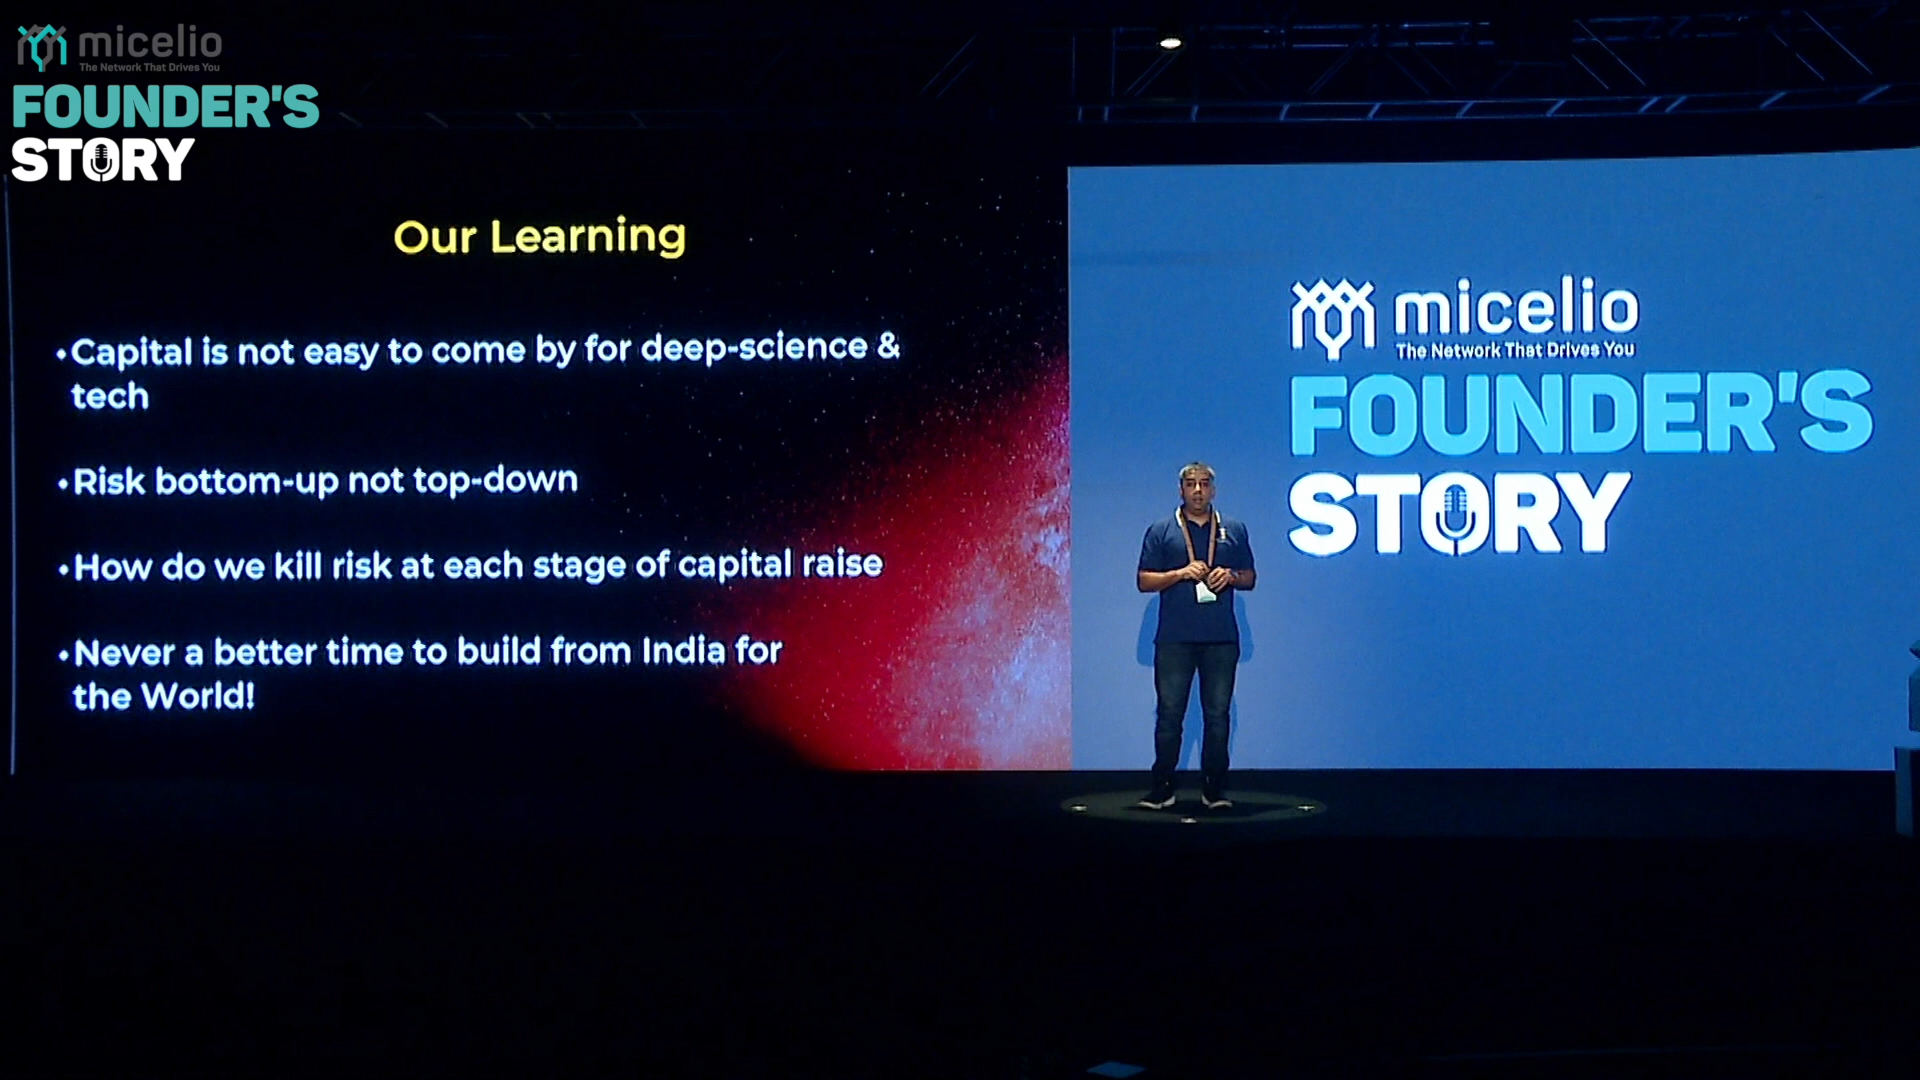 micelio
The Network That Drives You
FOUNDER'S
STORY
Our Learning
•Capital is not easy to come by for deep-science &
tech
•Risk bottom-up not top-down
•How do we kill risk at each stage of capital raise
•Never a better time to build from India for
the World!
micelio
The Network That Drives You
FOUNDER'S
STORY